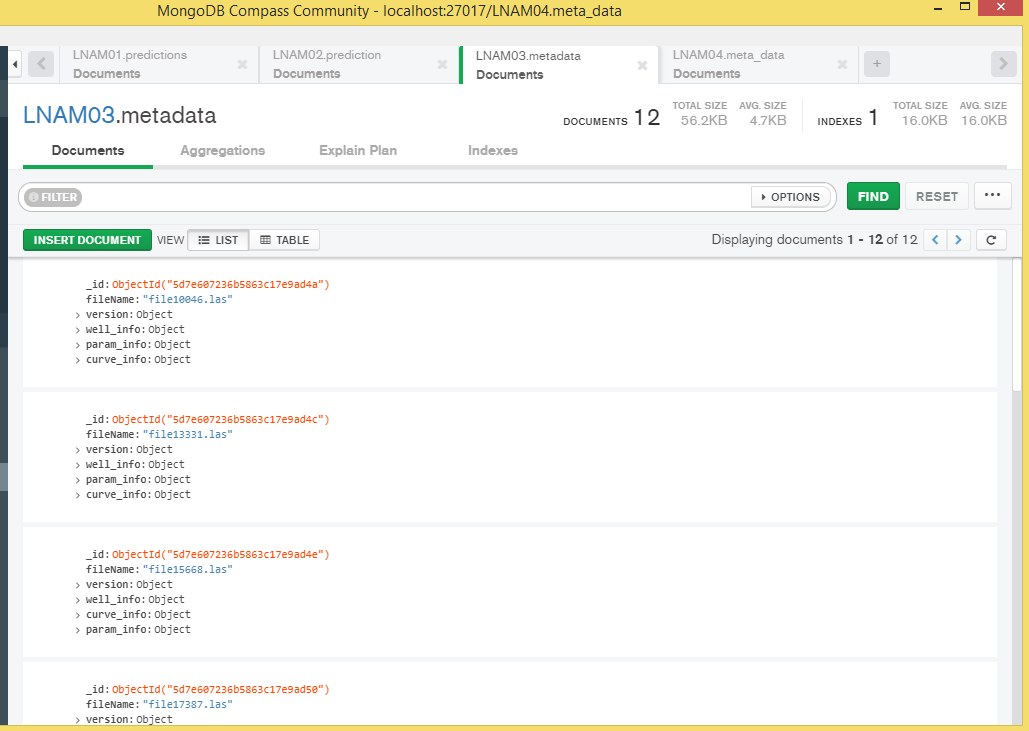 MongoDB Compass Community - localhost:27017/LNAM04.meta_data
LNAM01.predictions
Documents
LNAM02.prediction
Documents
LNAM03.metadata
Documents
LNAM04.meta_data
Documents
LNAM03.metadata
DOCUMENTS 12
TOTAL SIZE 56.2KB
AVG. SIZE 4.7KB
INDEXES 1
TOTAL SIZE 16.0KB
AVG. SIZE 16.0KB
Documents Aggregations Explain Plan Indexes
FILTER OPTIONS FIND RESET ...
INSERT DOCUMENT VIEW LIST TABLE Displaying documents 1 - 12 of 12
_id: ObjectId("5d7e607236b5863c17e9ad4a")
fileName: "file10046.las"
version: Object
well_info: Object
param_info: Object
curve_info: Object
_id: ObjectId("5d7e607236b5863c17e9ad4c")
fileName: "file13331.las"
version: Object
well_info: Object
param_info: Object
curve_info: Object
_id: ObjectId("5d7e607236b5863c17e9ad4e")
fileName: "file15668.las"
version: Object
well_info: Object
curve_info: Object
param_info: Object
_id: ObjectId("5d7e607236b5863c17e9ad50")
fileName: "file17387.las"
version: Object